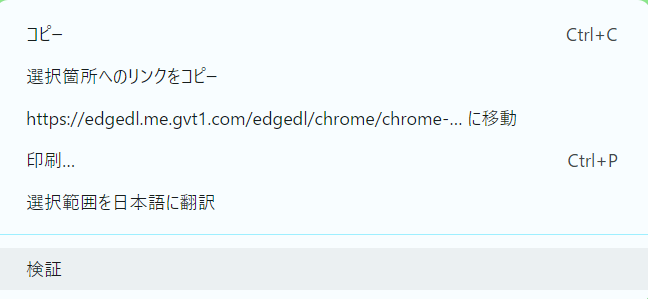 コピー Ctrl+C
選択箇所へのリンクをコピー
https://edgedl.me.gvt1.com/edgedl/chrome/chrome-... に移動
印刷... Ctrl+P
選択範囲を日本語に翻訳
検証